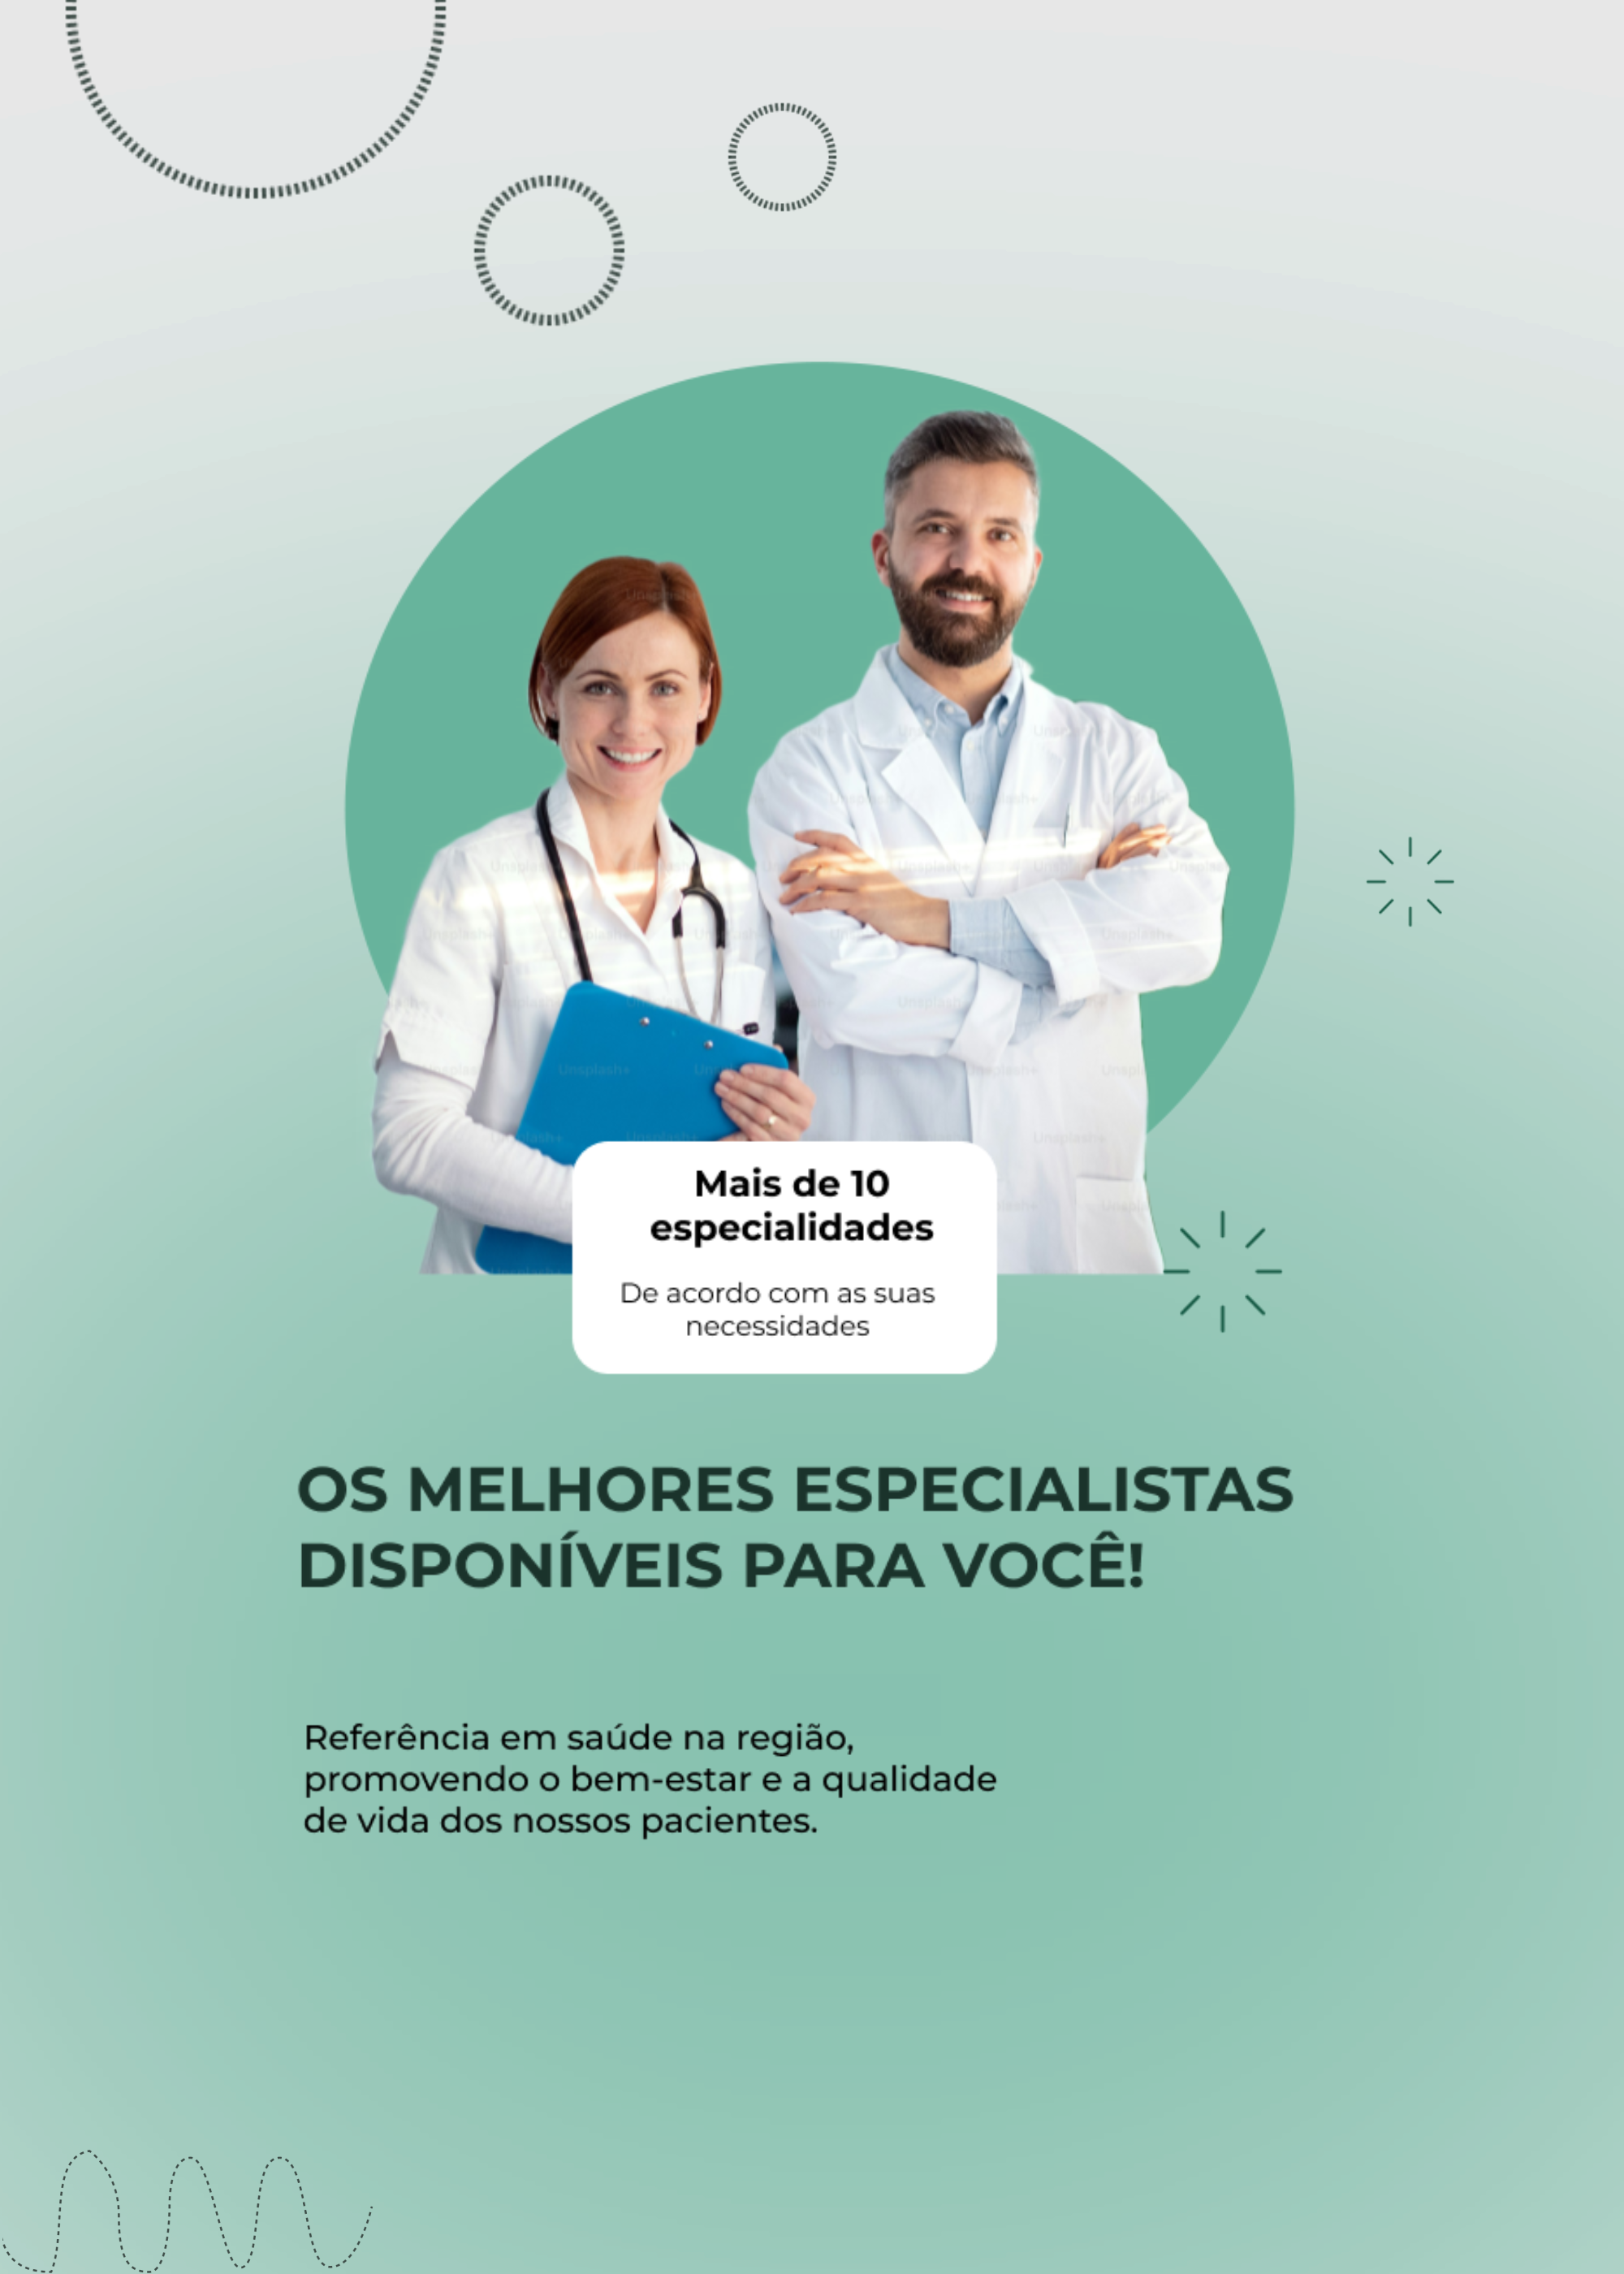 Mais de 10
especialidades
De acordo com as suas
necessidades
OS MELHORES ESPECIALISTAS
DISPONÍVEIS PARA VOCÊ!
Referência em saúde na região,
promovendo o bem-estar e a qualidade
de vida dos nossos pacientes.